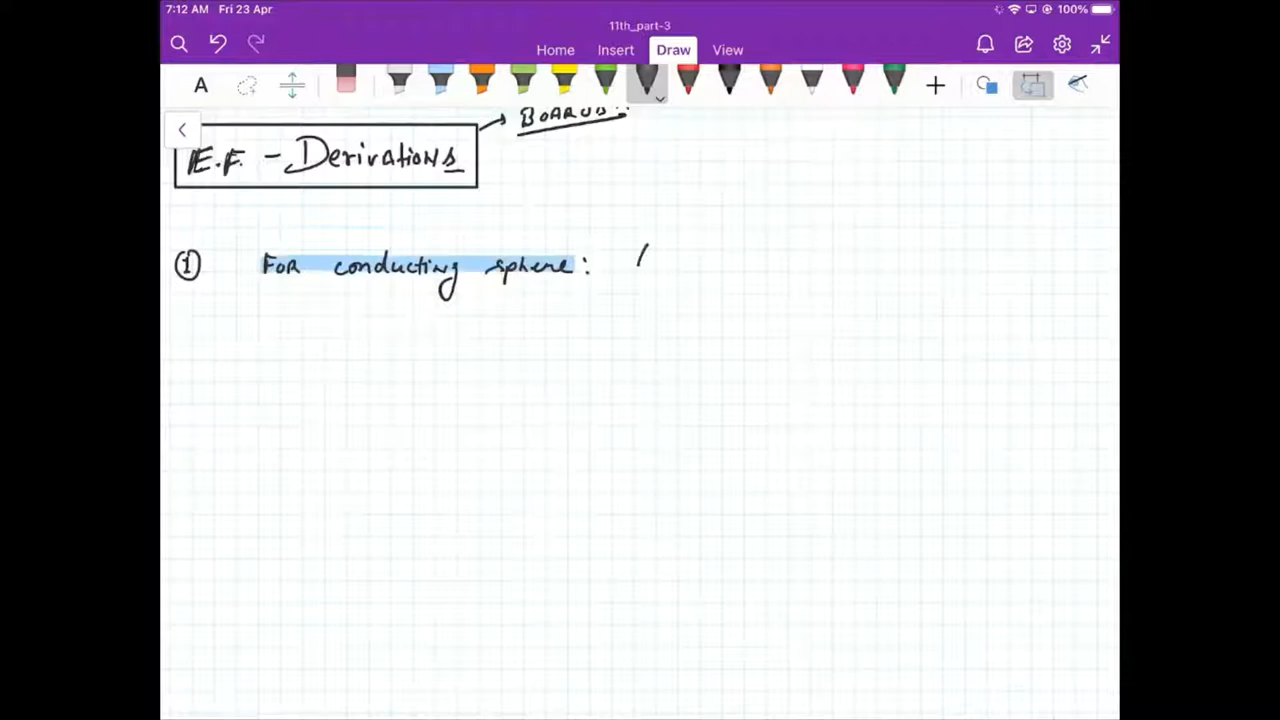 7:12 AM Fri 23 Apr
100%
11th_part-3
Home Insert Draw View
A
BOARDS
E.F. - Derivations
① FOR conducting sphere: (